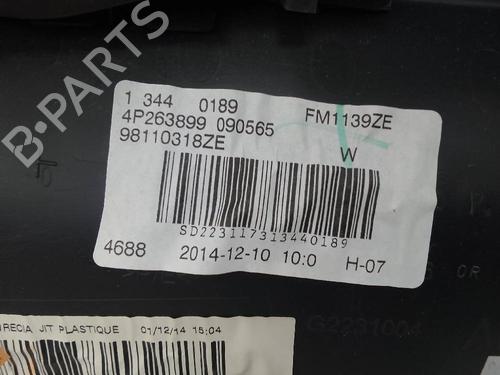 1 344 0189 FM1139ZE
4P263899 090565
98110318ZE W
SD223117313440189
4688 2014-12-10 10:0 H-07
RECIA JIT PLASTIQUE 01/12/14 15:04
G2231004
B-PARTS